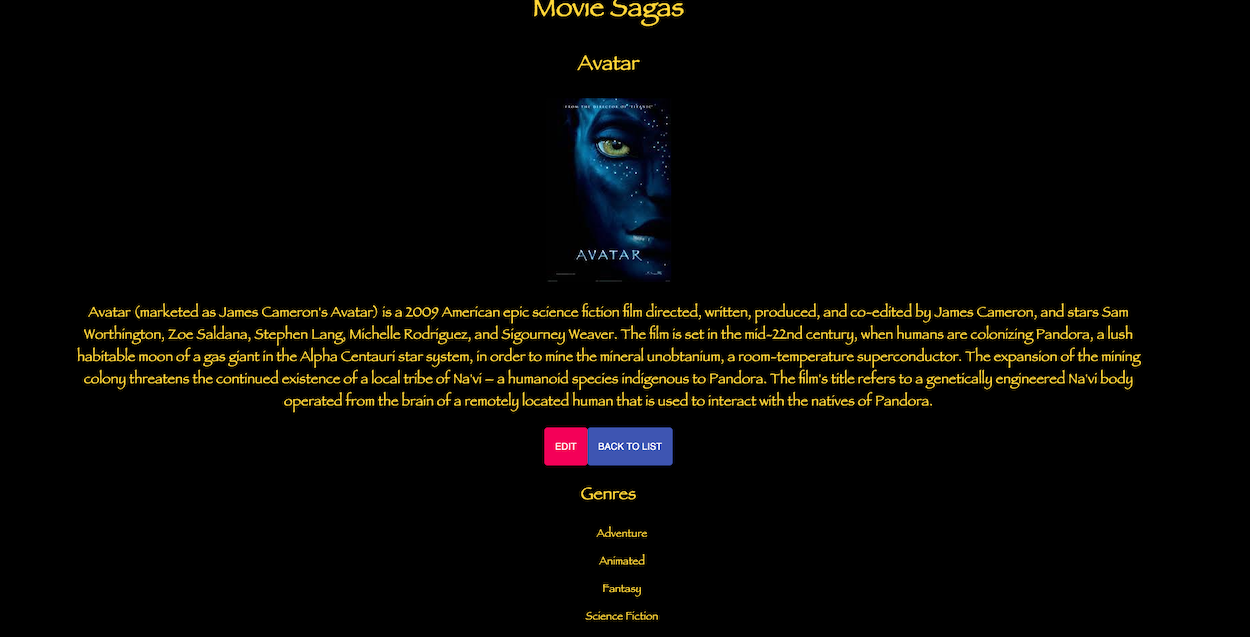 Movie Sagas
Avatar
FROM THE DIRECTOR OF "TITANIC"
AVATAR
Avatar (marketed as James Cameron's Avatar) is a 2009 American epic science fiction film directed, written, produced, and co-edited by James Cameron, and stars Sam
Worthington, Zoe Saldana, Stephen Lang, Michelle Rodriguez, and Sigourney Weaver. The film is set in the mid-22nd century, when humans are colonizing Pandora, a lush
habitable moon of a gas giant in the Alpha Centauri star system, in order to mine the mineral unobtanium, a room-temperature superconductor. The expansion of the mining
colony threatens the continued existence of a local tribe of Na'vi – a humanoid species indigenous to Pandora. The film's title refers to a genetically engineered Na'vi body
operated from the brain of a remotely located human that is used to interact with the natives of Pandora.
EDIT BACK TO LIST
Genres
Adventure
Animated
Fantasy
Science Fiction